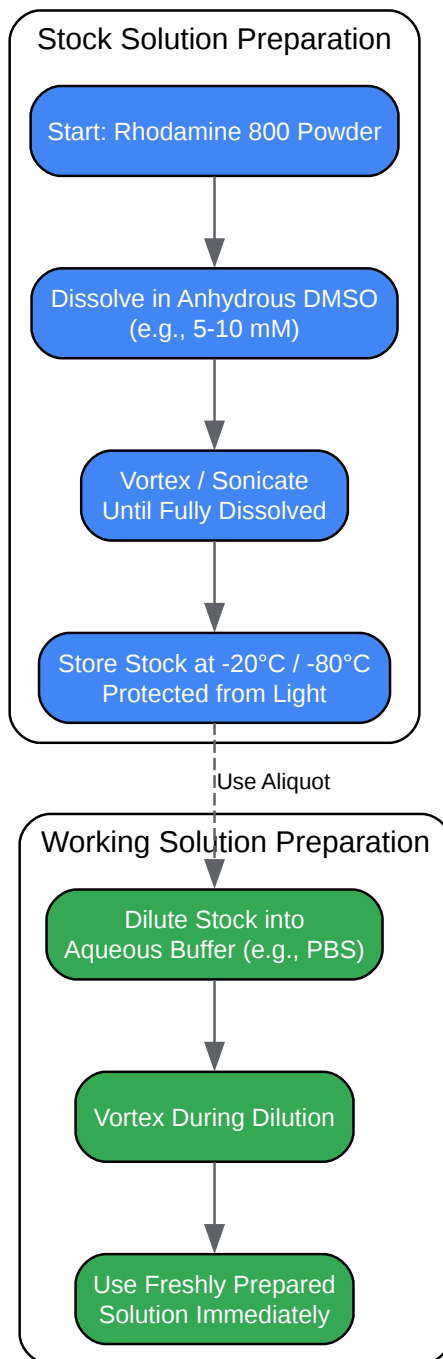 Stock Solution Preparation
Start: Rhodamine 800 Powder
Dissolve in Anhydrous DMSO
(e.g., 5-10 mM)
Vortex / Sonicate
Until Fully Dissolved
Store Stock at -20°C / -80°C
Protected from Light
Use Aliquot
Working Solution Preparation
Dilute Stock into
Aqueous Buffer (e.g., PBS)
Vortex During Dilution
Use Freshly Prepared
Solution Immediately